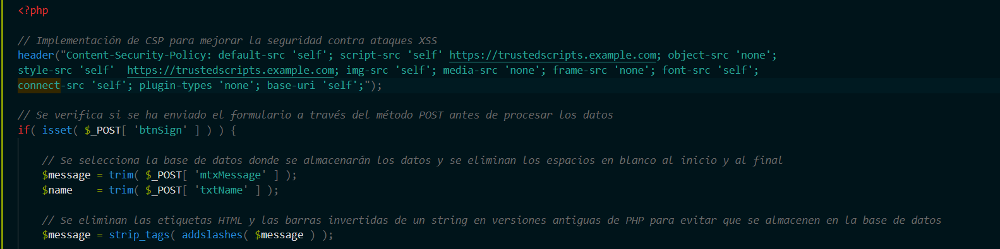 <?php
// Implementación de CSP para mejorar la seguridad contra ataques XSS
header("Content-Security-Policy: default-src 'self'; script-src 'self' https://trustedscripts.example.com; object-src 'none';
style-src 'self'  https://trustedscripts.example.com; img-src 'self'; media-src 'none'; frame-src 'none'; font-src 'self';
connect-src 'self'; plugin-types 'none'; base-uri 'self';");
// Se verifica si se ha enviado el formulario a través del método POST antes de procesar los datos
if( isset( $_POST[ 'btnSign' ] ) ) {
    // Se selecciona la base de datos donde se almacenarán los datos y se eliminan los espacios en blanco al inicio y al final
    $message = trim( $_POST[ 'mtxMessage' ] );
    $name    = trim( $_POST[ 'txtName' ] );
    // Se eliminan las etiquetas HTML y las barras invertidas de un string en versiones antiguas de PHP para evitar que se almacenen en la base de datos
    $message = strip_tags( addslashes( $message ) );